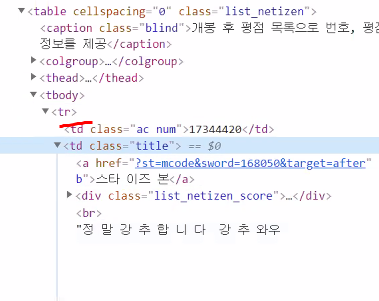 <table cellspacing="0" class="list_netizen">
<caption class="blind">개봉 후 평점 목록으로 번호, 평점
정보를 제공</caption>
<colgroup>…</colgroup>
<thead>…</thead>
<tbody>
<tr>
<td class="ac num">17344420</td>
<td class="title"> == $0
<a href="?st=mcode&sword=168050&target=after"
b">스타 이즈 본</a>
<div class="list_netizen_score">…</div>
<br>
"정 말 강 추 합 니 다 강 추 와우